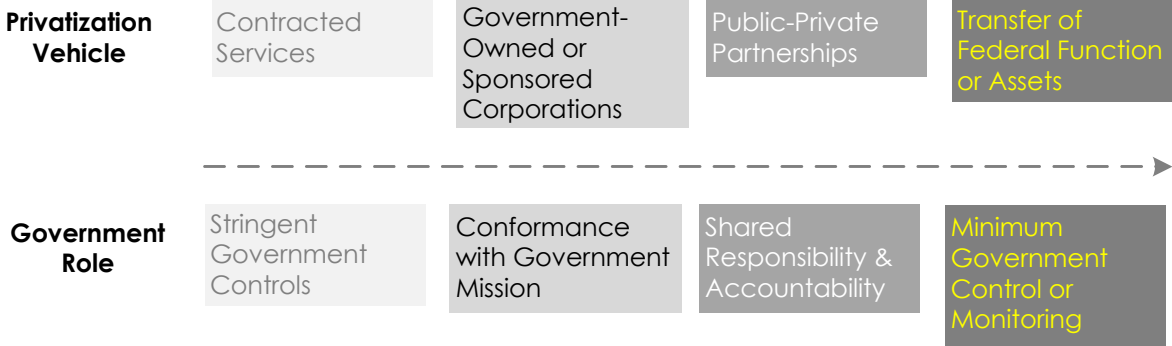 Privatization
Vehicle
Contracted
Services
Government-
Owned or
Sponsored
Corporations
Public-Private
Partnerships
Transfer of
Federal Function
or Assets
Government
Role
Stringent
Government
Controls
Conformance
with Government
Mission
Shared
Responsibility &
Accountability
Minimum
Government
Control or
Monitoring